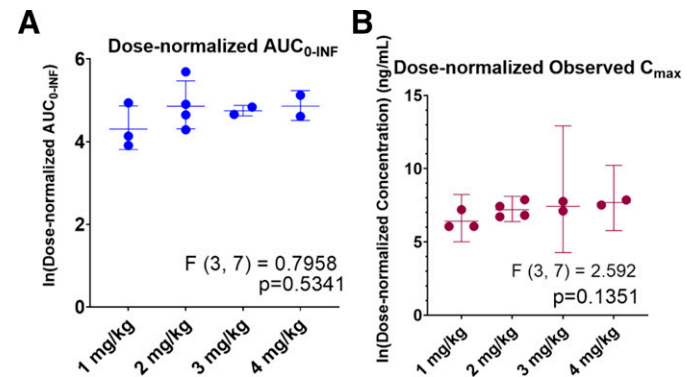 A
Dose-normalized AUC0-INF
ln(Dose-normalized AUC0-INF)
6
4
2
0
F (3, 7) = 0.7958
p=0.5341
1 mg/kg
2 mg/kg
3 mg/kg
4 mg/kg
B
Dose-normalized Observed Cmax
ln(Dose-normalized Concentration) (ng/mL)
15
10
5
0
F (3, 7) = 2.592
p=0.1351
1 mg/kg
2 mg/kg
3 mg/kg
4 mg/kg